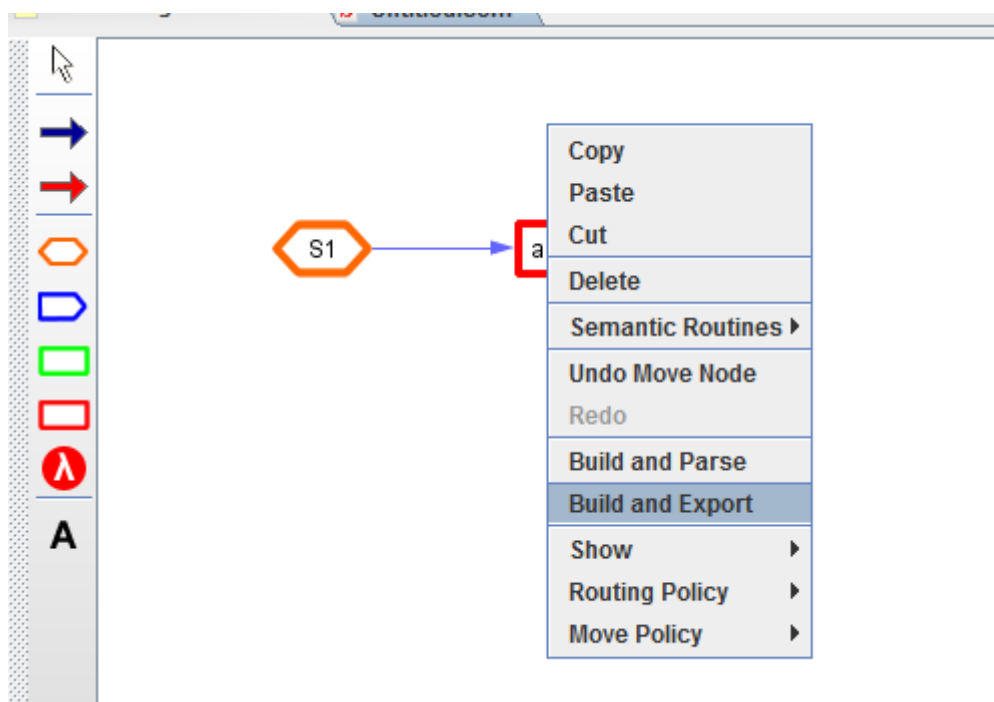 λ
A
S1
a
Copy
Paste
Cut
Delete
Semantic Routines
Undo Move Node
Redo
Build and Parse
Build and Export
Show
Routing Policy
Move Policy